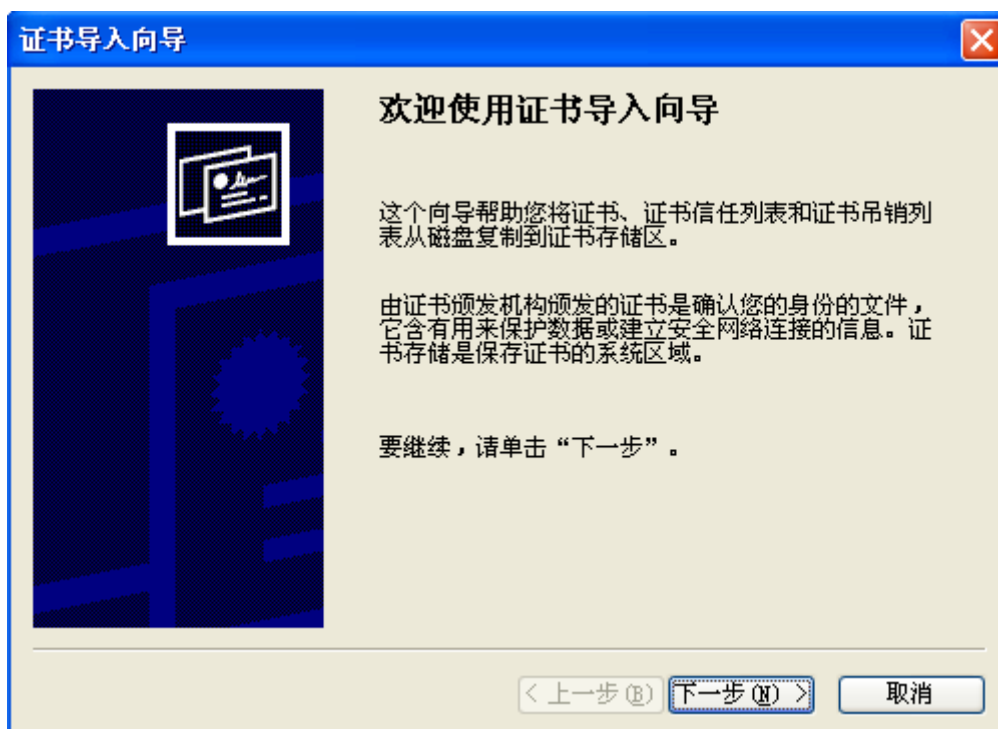 证书导入向导
欢迎使用证书导入向导
这个向导帮助您将证书、证书信任列表和证书吊销列
表从磁盘复制到证书存储区。
由证书颁发机构颁发的证书是确认您的身份的文件，
它含有用来保护数据或建立安全网络连接的信息。证
书存储是保存证书的系统区域。
要继续，请单击“下一步”。
< 上一步(B) 下一步(N) > 取消